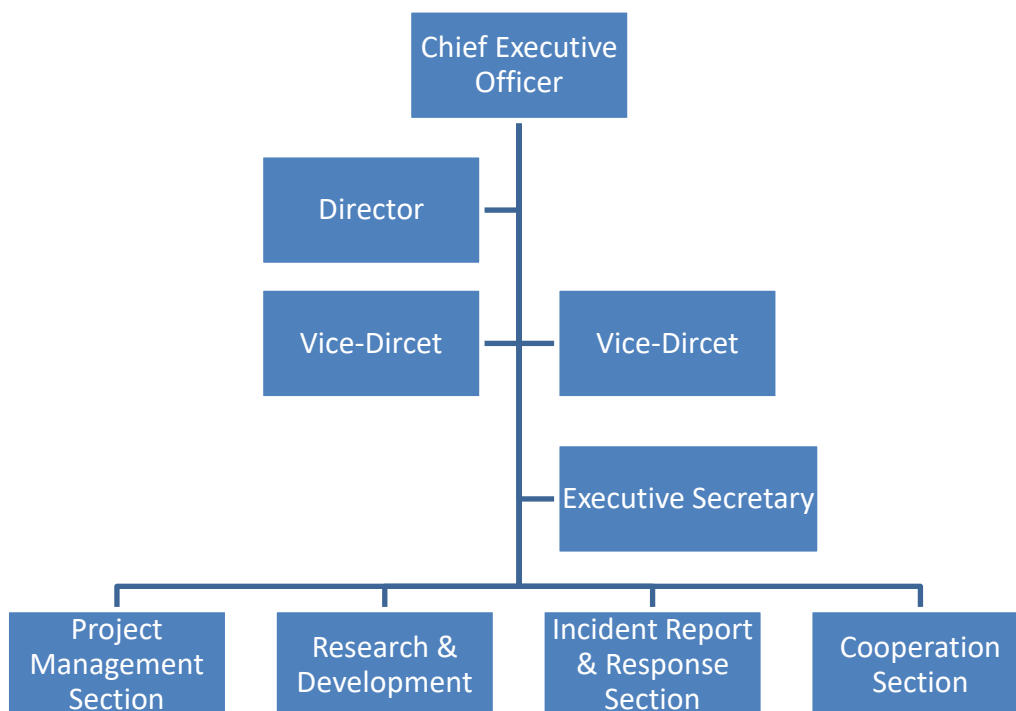 Chief Executive
Officer
Director
Vice-Dircet
Vice-Dircet
Executive Secretary
Project
Management
Section
Research &
Development
Incident Report
& Response
Section
Cooperation
Section